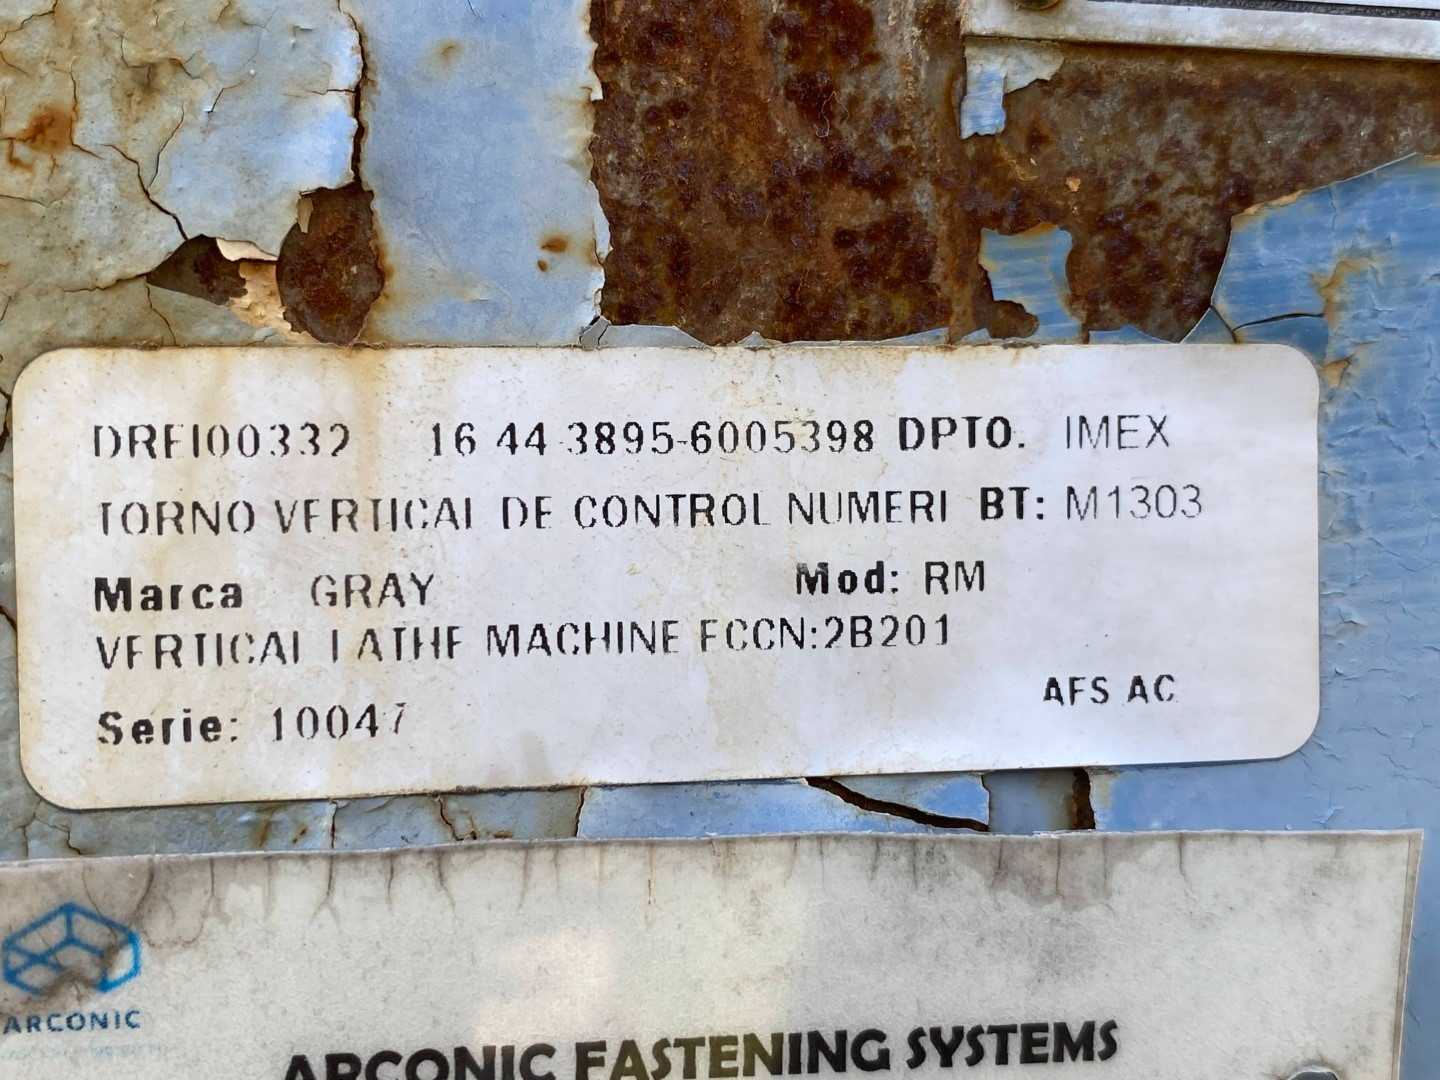 DRFI00332 16 44 3895-6005398 DPTO. IMEX
TORNO VERTICAL DE CONTROL NUMERI BT: M1303
Marca GRAY Mod: RM
VERTICAL LATHE MACHINE ECCN:2B201
AFS AC
Serie: 10047
ARCONIC
ARCONIC FASTENING SYSTEMS